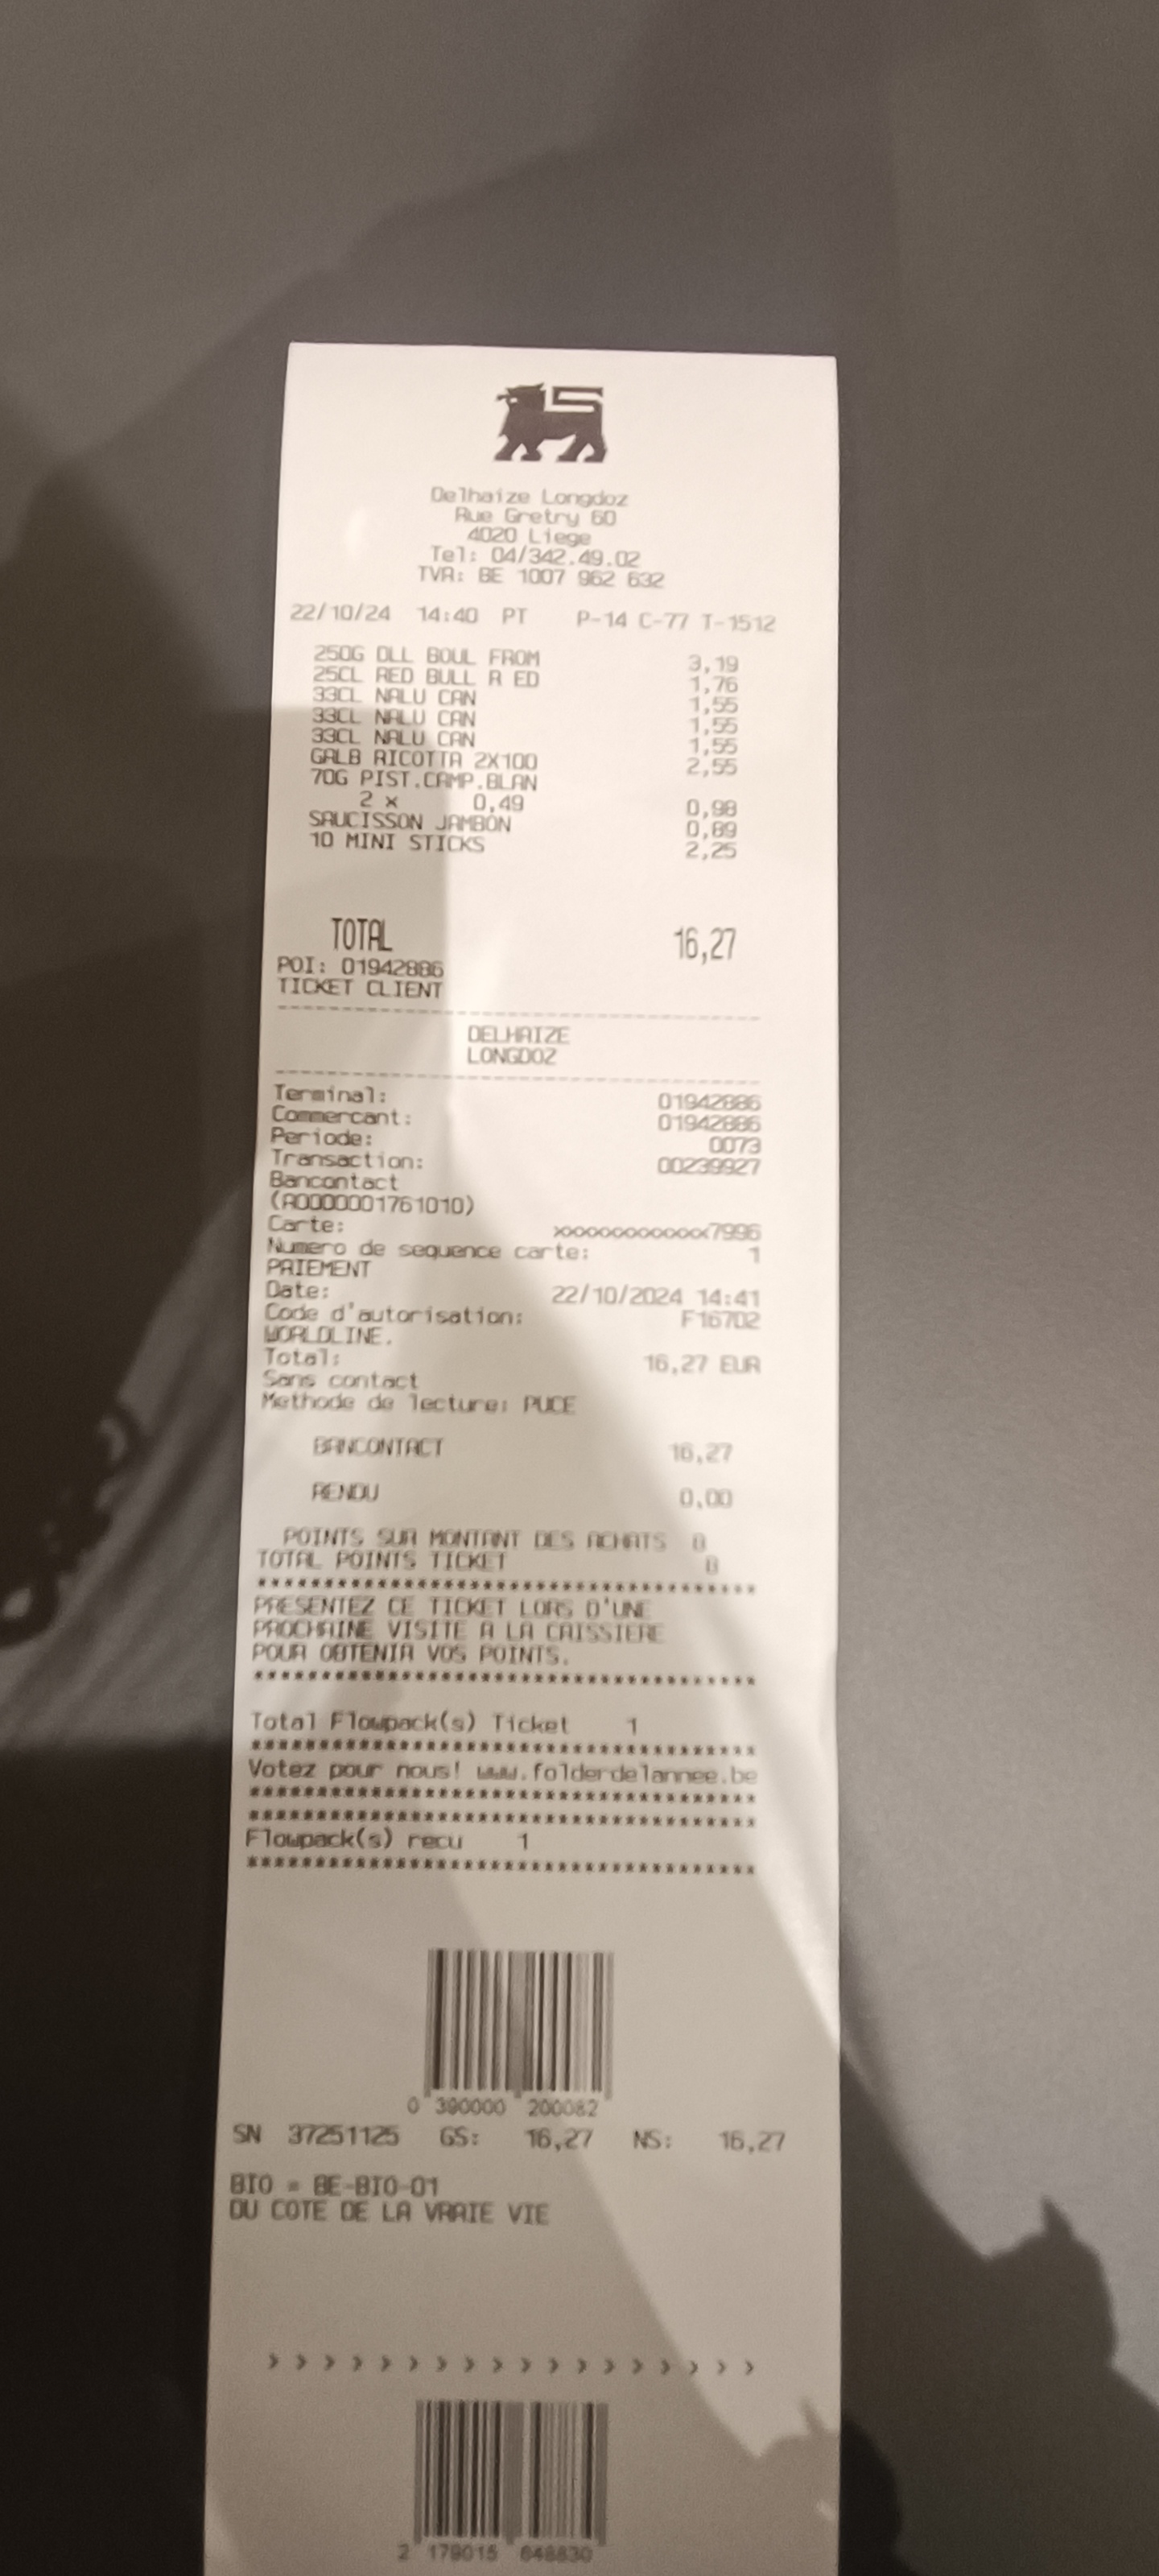 Delhaize Longdoz
Rue Gretry 60
4020 Liege
Tel: 04/342.49.02
TVA: BE 1007 962 632
22/10/24 14:40 PT P-14 C-77 T-1512
250G DLL BOUL FROM 3,19
25CL RED BULL R ED 1,76
33CL NALU CAN 1,55
33CL NALU CAN 1,55
33CL NALU CAN 1,55
GALB RICOTTA 2X100 2,55
70G PIST.CAMP.BLAN
2 x 0,49 0,98
SAUCISSON JAMBON 0,89
10 MINI STICKS 2,25
TOTAL 16,27
POI: 01942886
TICKET CLIENT
DELHAIZE
LONGDOZ
Terminal: 01942886
Commercant: 01942886
Periode: 0073
Transaction: 00239927
Bancontact
(A0000001761010)
Carte: xxxxxxxxxxxxx7996
Numero de sequence carte: 1
PAIEMENT
Date: 22/10/2024 14:41
Code d'autorisation: F16702
WORLDLINE.
Total: 16,27 EUR
Sans contact
Methode de lecture: PUCE
BANCONTACT 16,27
RENDU 0,00
POINTS SUR MONTANT DES ACHATS 8
TOTAL POINTS TICKET 8
*************************************
PRESENTEZ CE TICKET LORS D'UNE
PROCHAINE VISITE A LA CAISSIERE
POUR OBTENIR VOS POINTS.
*************************************
Total Flowpack(s) Ticket 1
*************************************
Votez pour nous! www.folderdelannee.be
*************************************
*************************************
Flowpack(s) recu 1
*************************************
0 390000 200082
SN 37251125 GS: 16,27 NS: 16,27
BIO = BE-BIO-01
DU COTE DE LA VRAIE VIE
> > > > > > > > > > > > > > > > > >
2 179015 648830